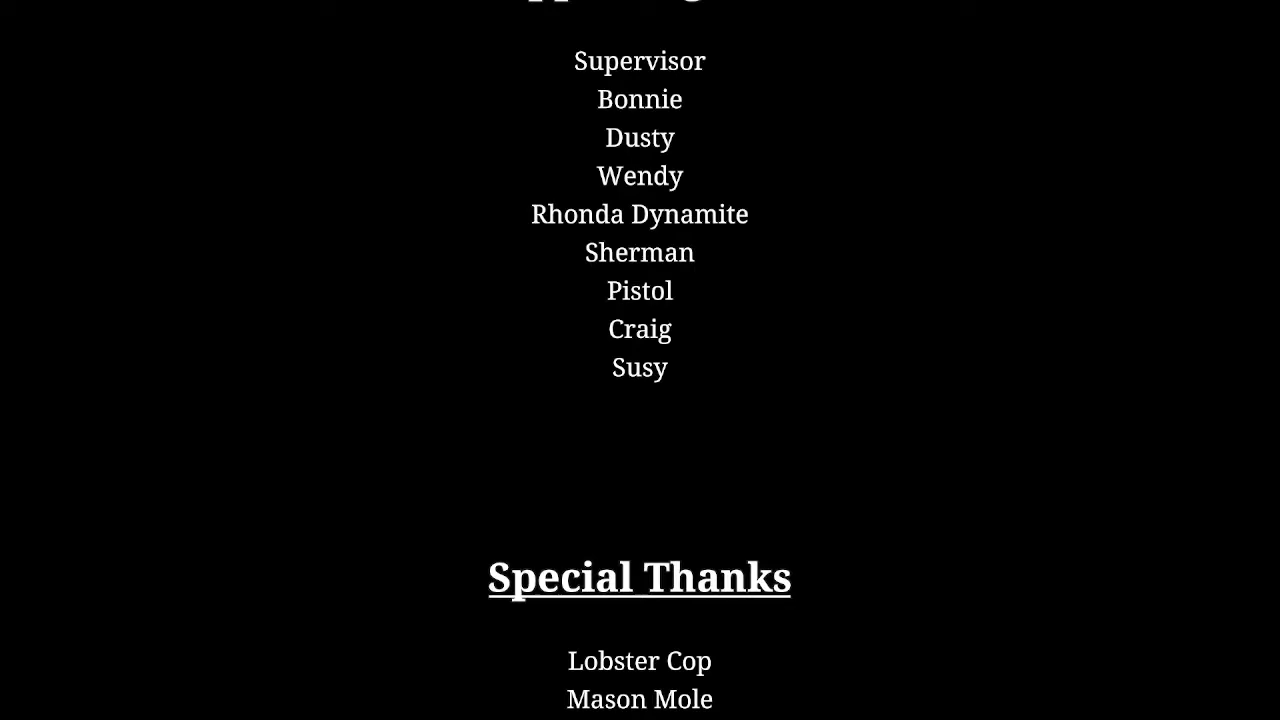 Supervisor
Bonnie
Dusty
Wendy
Rhonda Dynamite
Sherman
Pistol
Craig
Susy
Special Thanks
Lobster Cop
Mason Mole